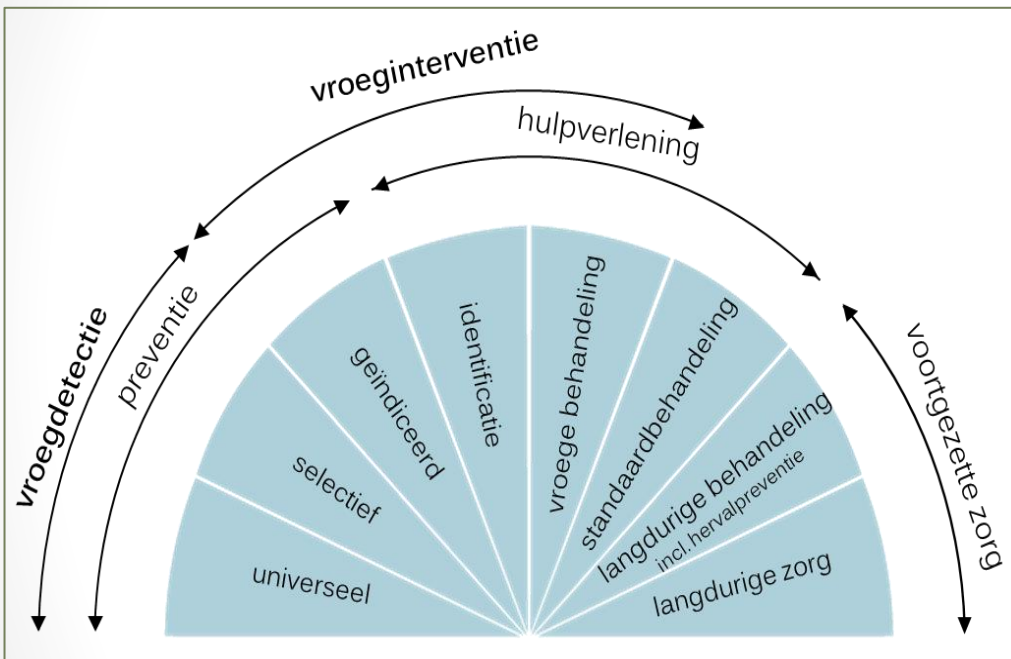 vroeginterventie
hulpverlening
vroegdetectie
preventie
voortgezette zorg
universeel
selectief
geïndiceerd
identificatie
vroege behandeling
standaardbehandeling
langdurige behandeling
incl. hervalpreventie
langdurige zorg